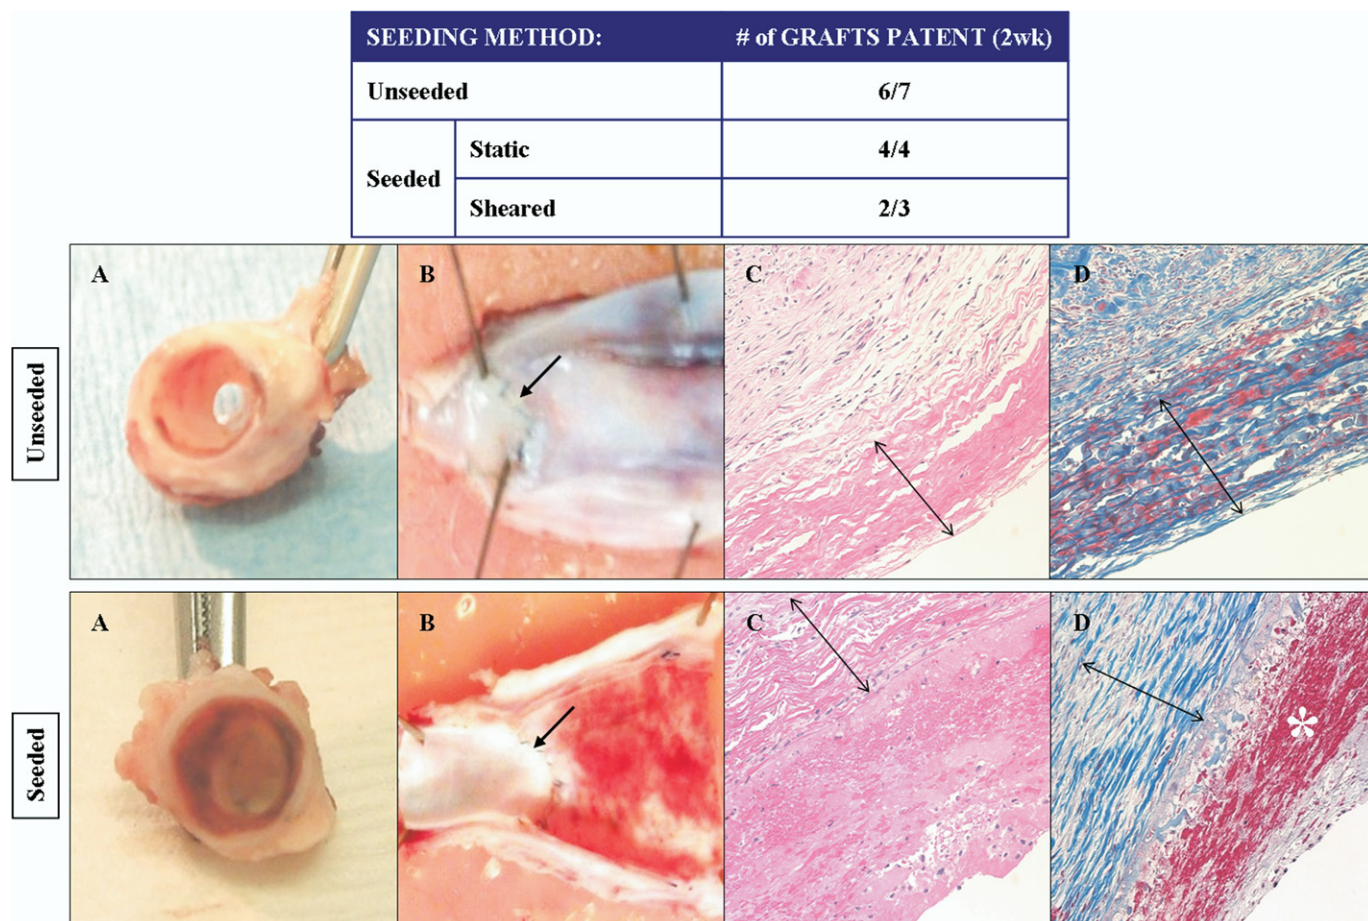 SEEDING METHOD: # of GRAFTS PATENT (2wk)
Unseeded 6/7
Seeded
Static 4/4
Sheared 2/3
Unseeded
A B C D
Seeded
A B C D
*